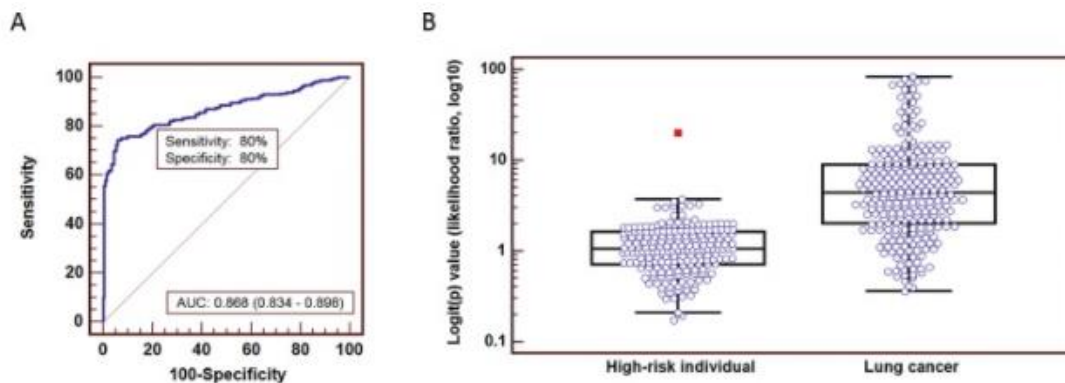 A
100
80
60
40
20
0
Sensitivity
Sensitivity: 80%
Specificity: 80%
AUC: 0.868 (0.834 - 0.898)
0 20 40 60 80 100
100-Specificity
B
100
10
1
0.1
Logit(p) value (likelihood ratio, log10)
High-risk individual Lung cancer